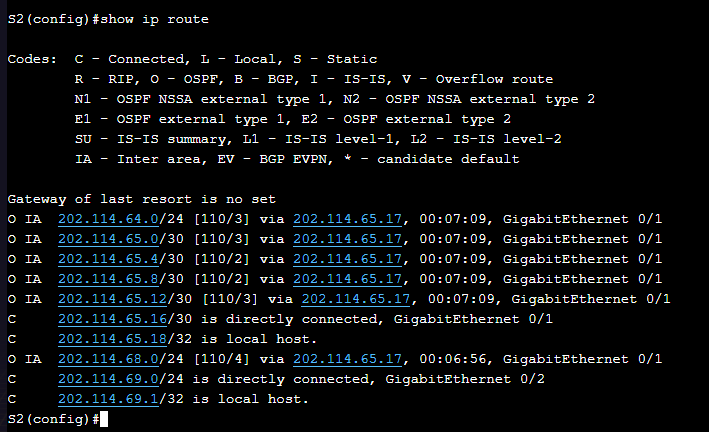 S2(config)#show ip route
Codes:  C - Connected, L - Local, S - Static
        R - RIP, O - OSPF, B - BGP, I - IS-IS, V - Overflow route
        N1 - OSPF NSSA external type 1, N2 - OSPF NSSA external type 2
        E1 - OSPF external type 1, E2 - OSPF external type 2
        SU - IS-IS summary, L1 - IS-IS level-1, L2 - IS-IS level-2
        IA - Inter area, EV - BGP EVPN, * - candidate default
Gateway of last resort is no set
O IA  202.114.64.0/24 [110/3] via 202.114.65.17, 00:07:09, GigabitEthernet 0/1
O IA  202.114.65.0/30 [110/3] via 202.114.65.17, 00:07:09, GigabitEthernet 0/1
O IA  202.114.65.4/30 [110/2] via 202.114.65.17, 00:07:09, GigabitEthernet 0/1
O IA  202.114.65.8/30 [110/2] via 202.114.65.17, 00:07:09, GigabitEthernet 0/1
O IA  202.114.65.12/30 [110/3] via 202.114.65.17, 00:07:09, GigabitEthernet 0/1
C     202.114.65.16/30 is directly connected, GigabitEthernet 0/1
C     202.114.65.18/32 is local host.
O IA  202.114.68.0/24 [110/4] via 202.114.65.17, 00:06:56, GigabitEthernet 0/1
C     202.114.69.0/24 is directly connected, GigabitEthernet 0/2
C     202.114.69.1/32 is local host.
S2(config)#